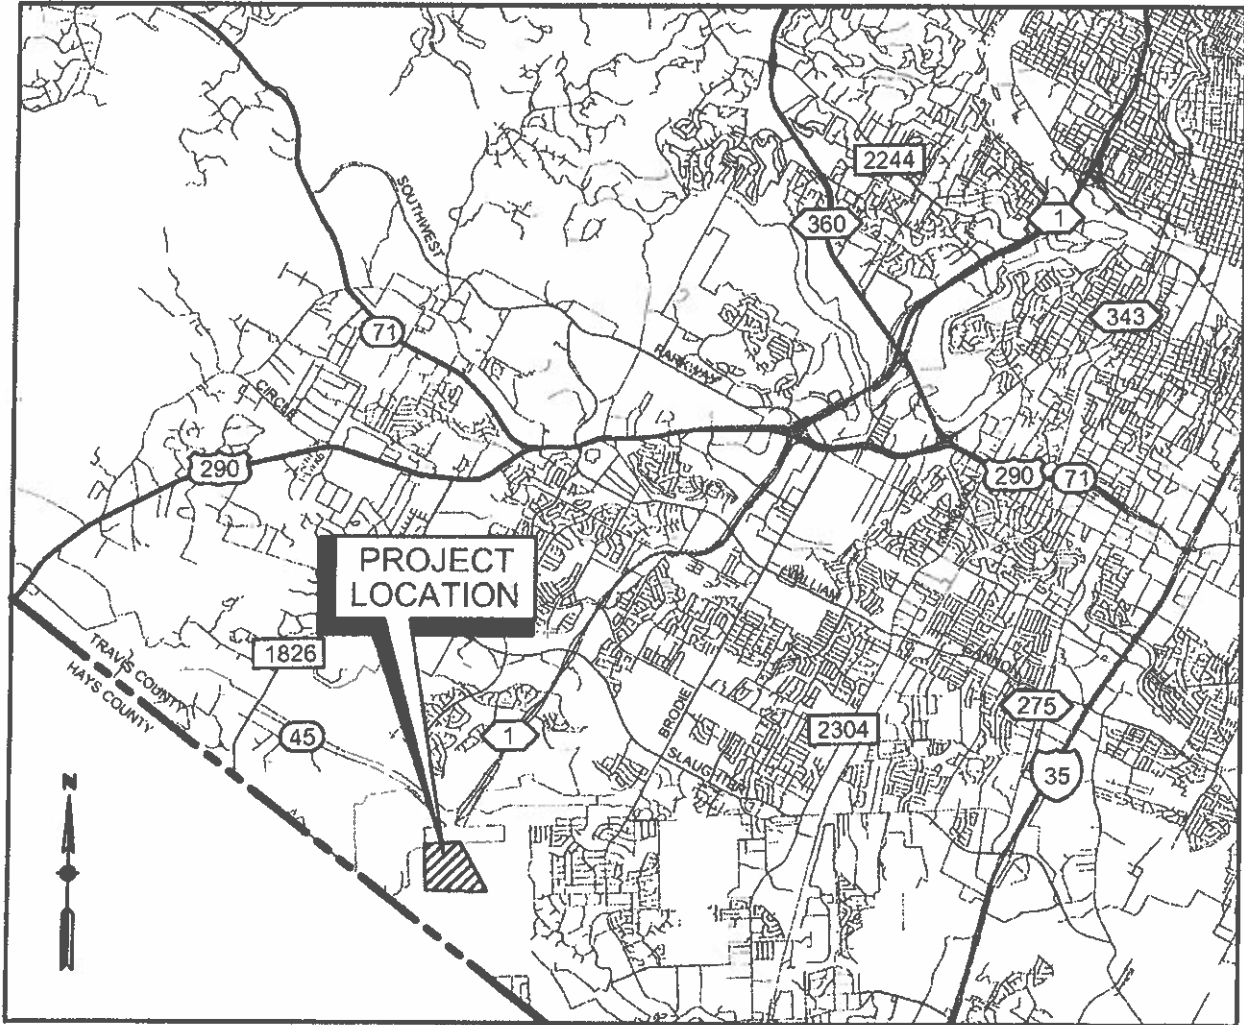 2244
SOUTHWEST
360
1
343
71
PARKWAY
CIRCLE
290
290
71
PROJECT
LOCATION
WILLIAM
CANNON
1826
TRAVIS COUNTY
HAYS COUNTY
45
1
BRODIE
SLAUGHTER
2304
275
35
N